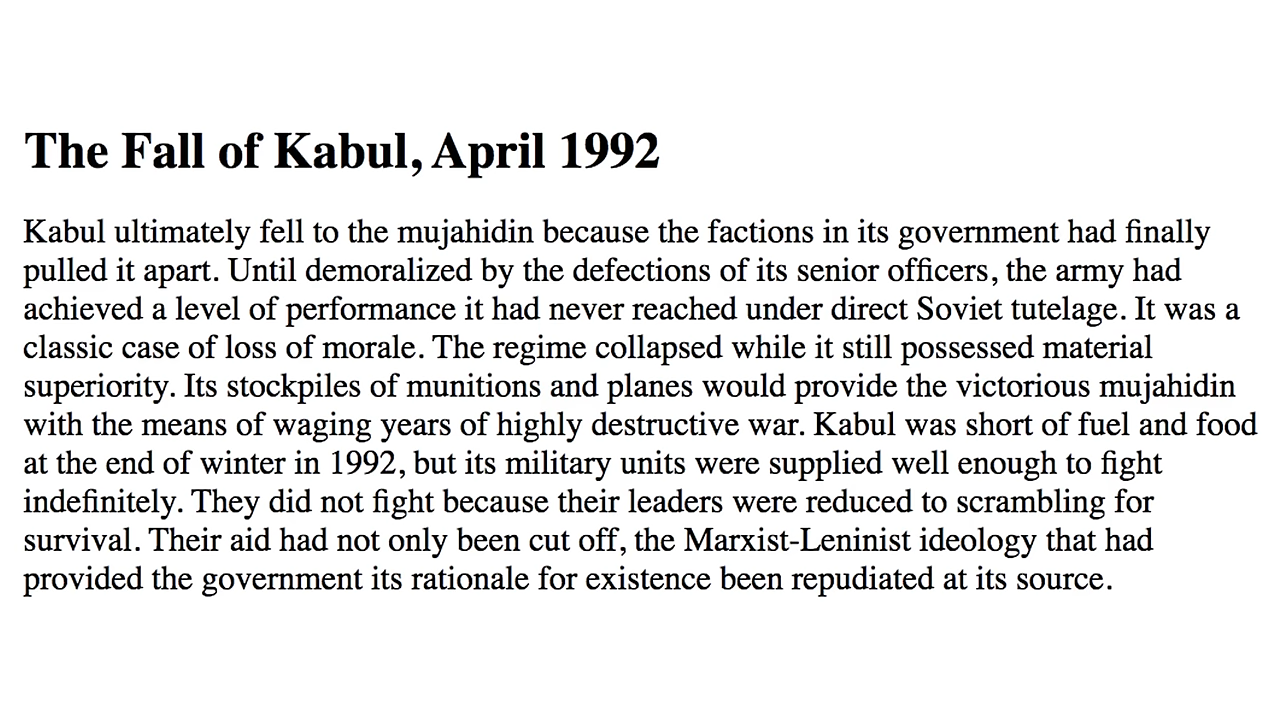 The Fall of Kabul, April 1992
Kabul ultimately fell to the mujahidin because the factions in its government had finally
pulled it apart. Until demoralized by the defections of its senior officers, the army had
achieved a level of performance it had never reached under direct Soviet tutelage. It was a
classic case of loss of morale. The regime collapsed while it still possessed material
superiority. Its stockpiles of munitions and planes would provide the victorious mujahidin
with the means of waging years of highly destructive war. Kabul was short of fuel and food
at the end of winter in 1992, but its military units were supplied well enough to fight
indefinitely. They did not fight because their leaders were reduced to scrambling for
survival. Their aid had not only been cut off, the Marxist-Leninist ideology that had
provided the government its rationale for existence been repudiated at its source.